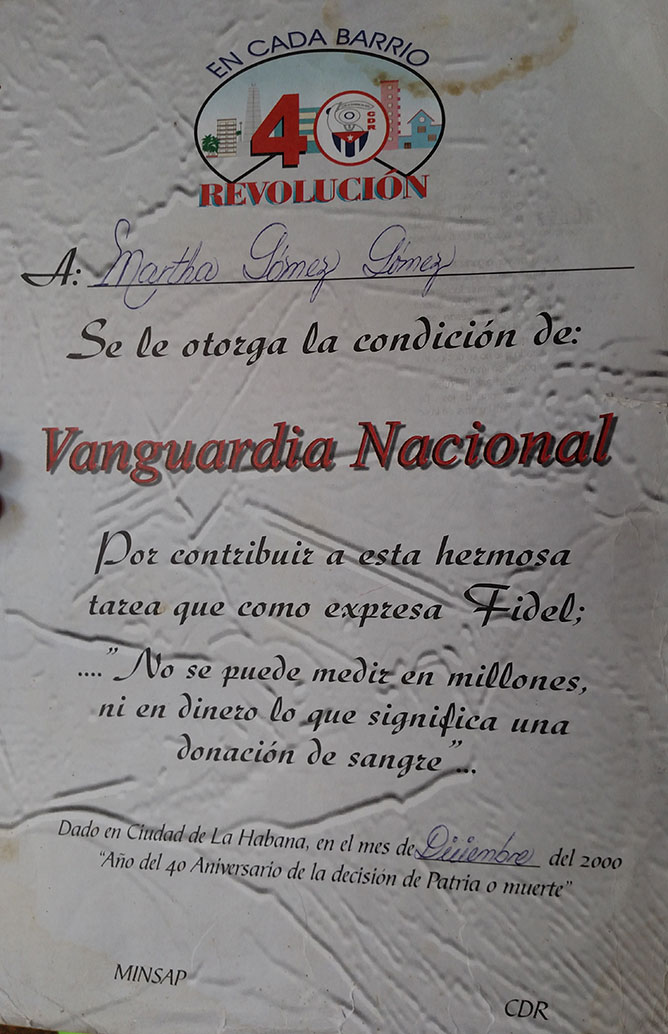 EN CADA BARRIO
40
CDR
REVOLUCIÓN
A: Martha Gómez Gómez
Se le otorga la condición de:
Vanguardia Nacional
Por contribuir a esta hermosa
tarea que como expresa Fidel;
...."No se puede medir en millones,
ni en dinero lo que significa una
donación de sangre"...
Dado en Ciudad de La Habana, en el mes de Diciembre del 2000
"Año del 40 Aniversario de la decisión de Patria o muerte"
MINSAP
CDR